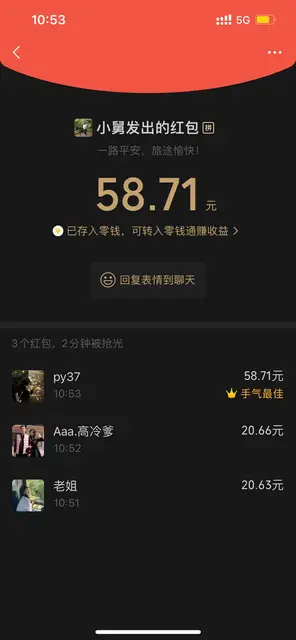 10:53
5G
小舅发出的红包 拼
一路平安，旅途愉快！
58.71元
已存入零钱，可转入零钱通赚收益 >
回复表情到聊天
3个红包，2分钟被抢光
py37
58.71元
10:53
手气最佳
Aaa.高冷爹
20.66元
10:52
老姐
20.63元
10:51